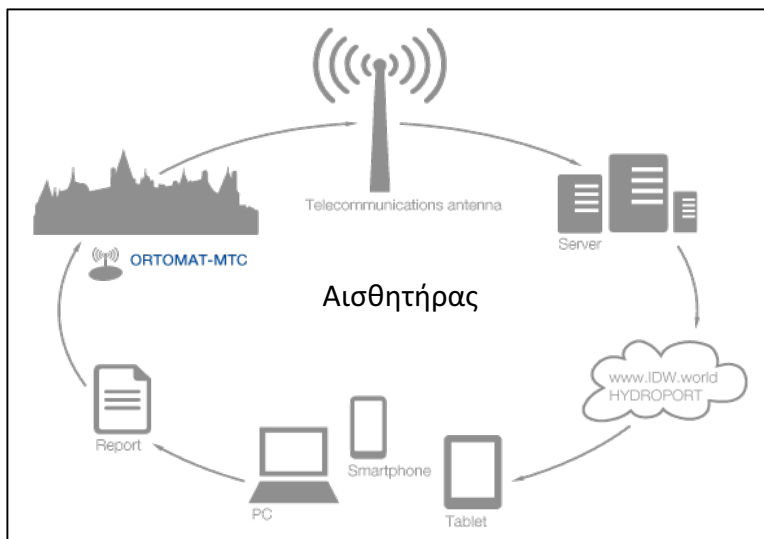 Telecommunications antenna
Server
ORTOMAT-MTC
Αισθητήρας
www.IDW.world
HYDROPORT
Report
Smartphone
PC
Tablet